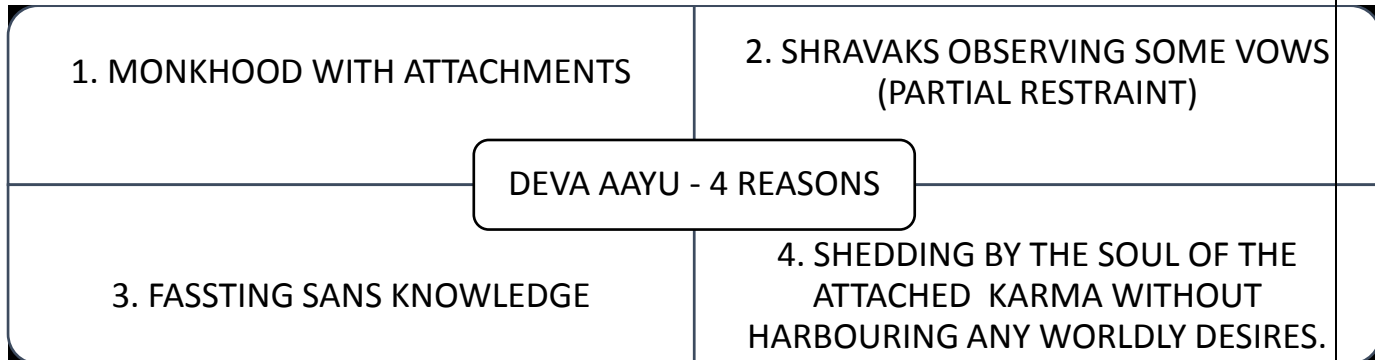 1. MONKHOOD WITH ATTACHMENTS
2. SHRAVAKS OBSERVING SOME VOWS
(PARTIAL RESTRAINT)
DEVA AAYU - 4 REASONS
3. FASSTING SANS KNOWLEDGE
4. SHEDDING BY THE SOUL OF THE
ATTACHED KARMA WITHOUT
HARBOURING ANY WORLDLY DESIRES.